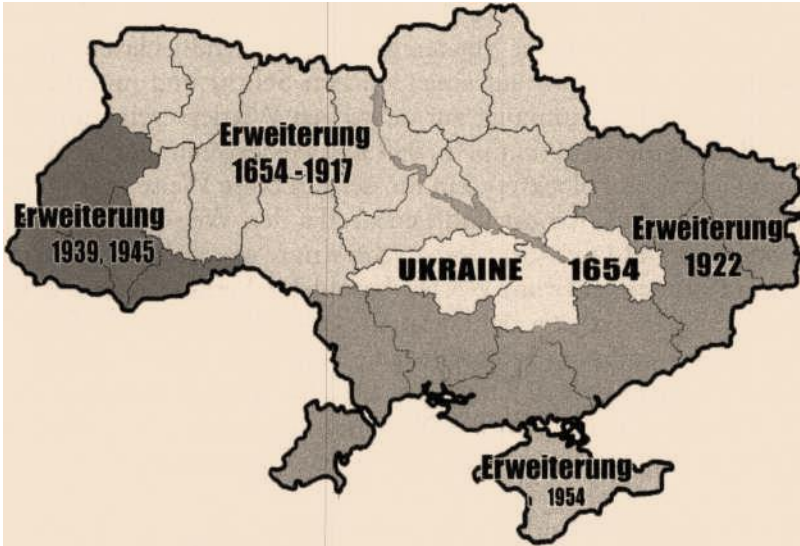 Erweiterung
1654 -1917
Erweiterung
1939, 1945
Erweiterung
1922
UKRAINE 1654
Erweiterung
1954